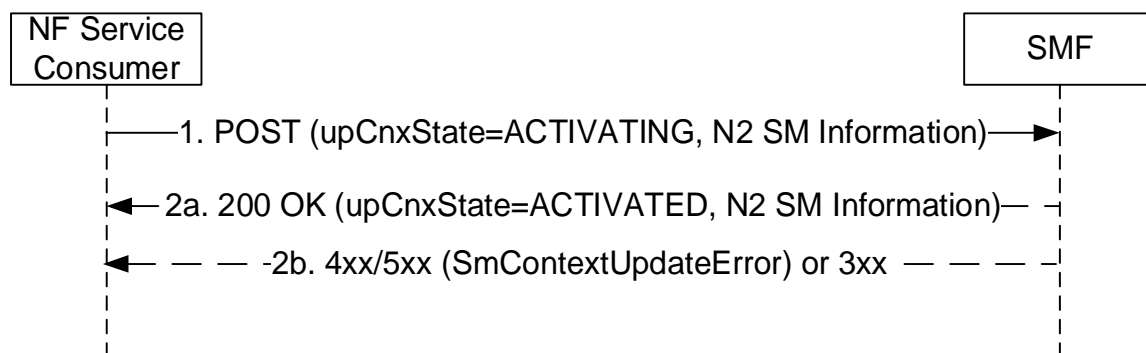 NF Service
Consumer
SMF
1. POST (upCnxState=ACTIVATING, N2 SM Information)
2a. 200 OK (upCnxState=ACTIVATED, N2 SM Information)
2b. 4xx/5xx (SmContextUpdateError) or 3xx